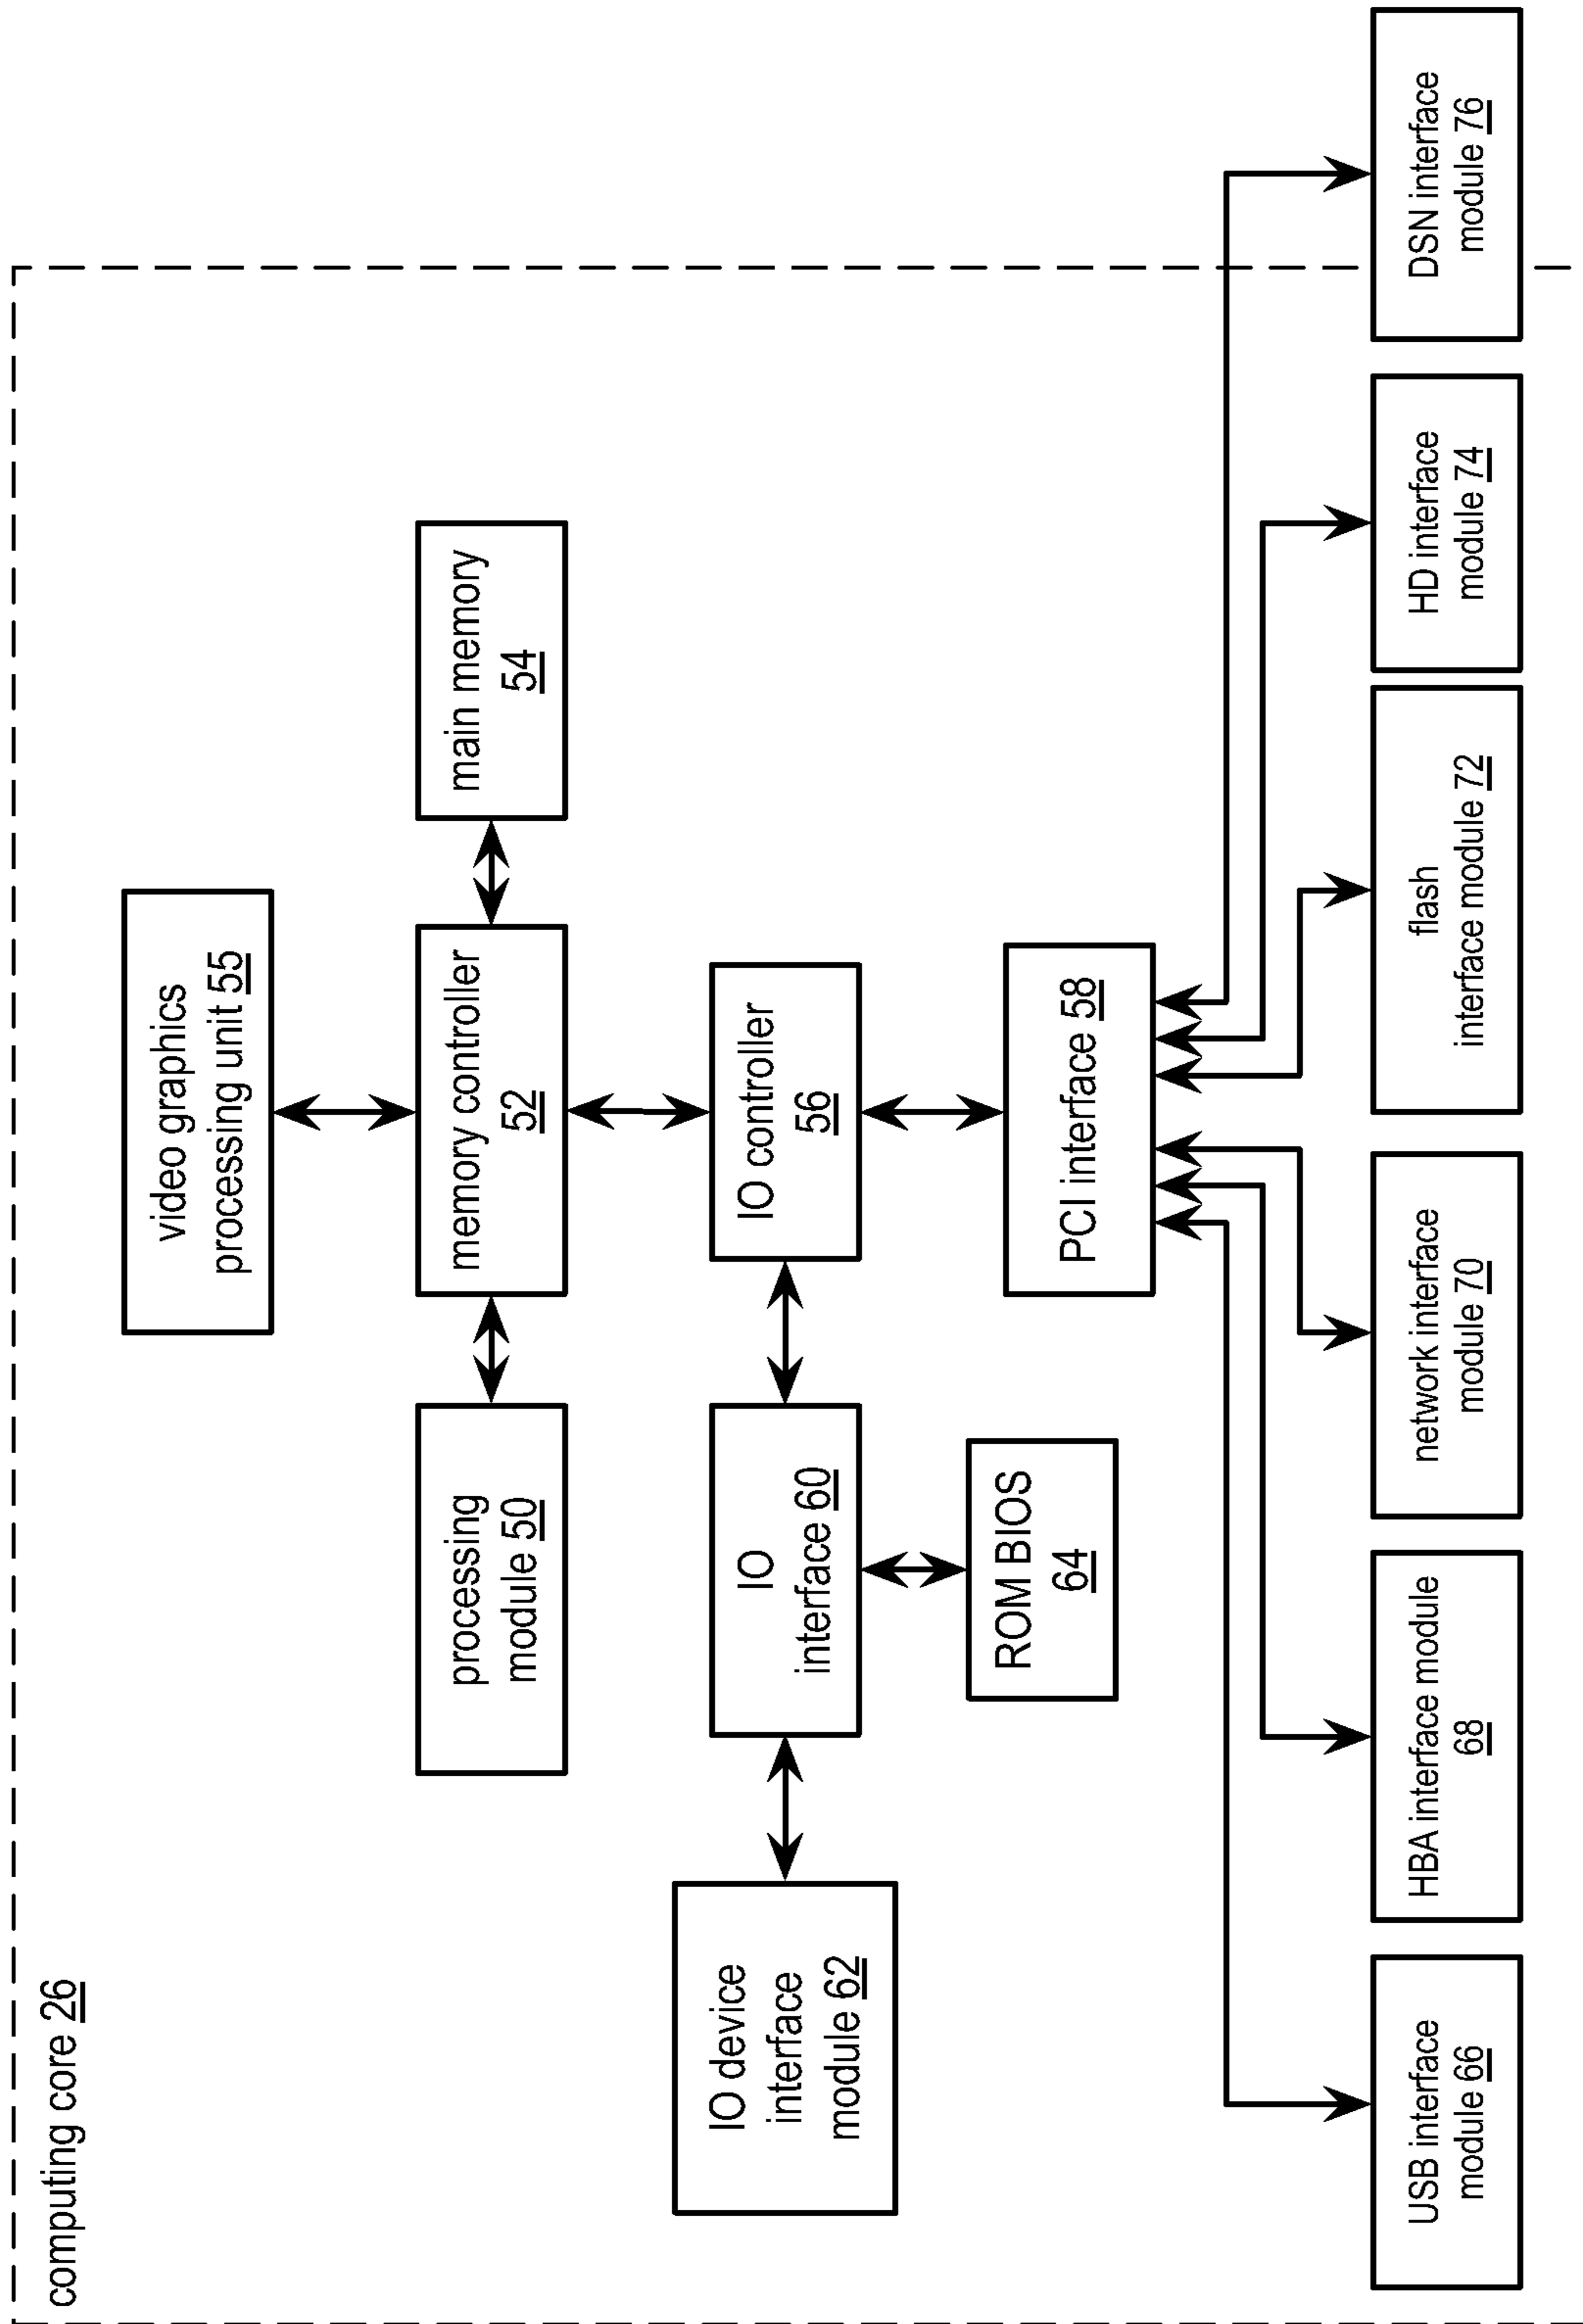 computing core 26
video graphics
processing unit 55
processing
module 50
memory controller
52
main memory
54
IO device
interface
module 62
IO
interface 60
IO controller
56
ROM BIOS
64
PCI interface 58
USB interface
module 66
HBA interface module
68
network interface
module 70
flash
interface module 72
HD interface
module 74
DSN interface
module 76